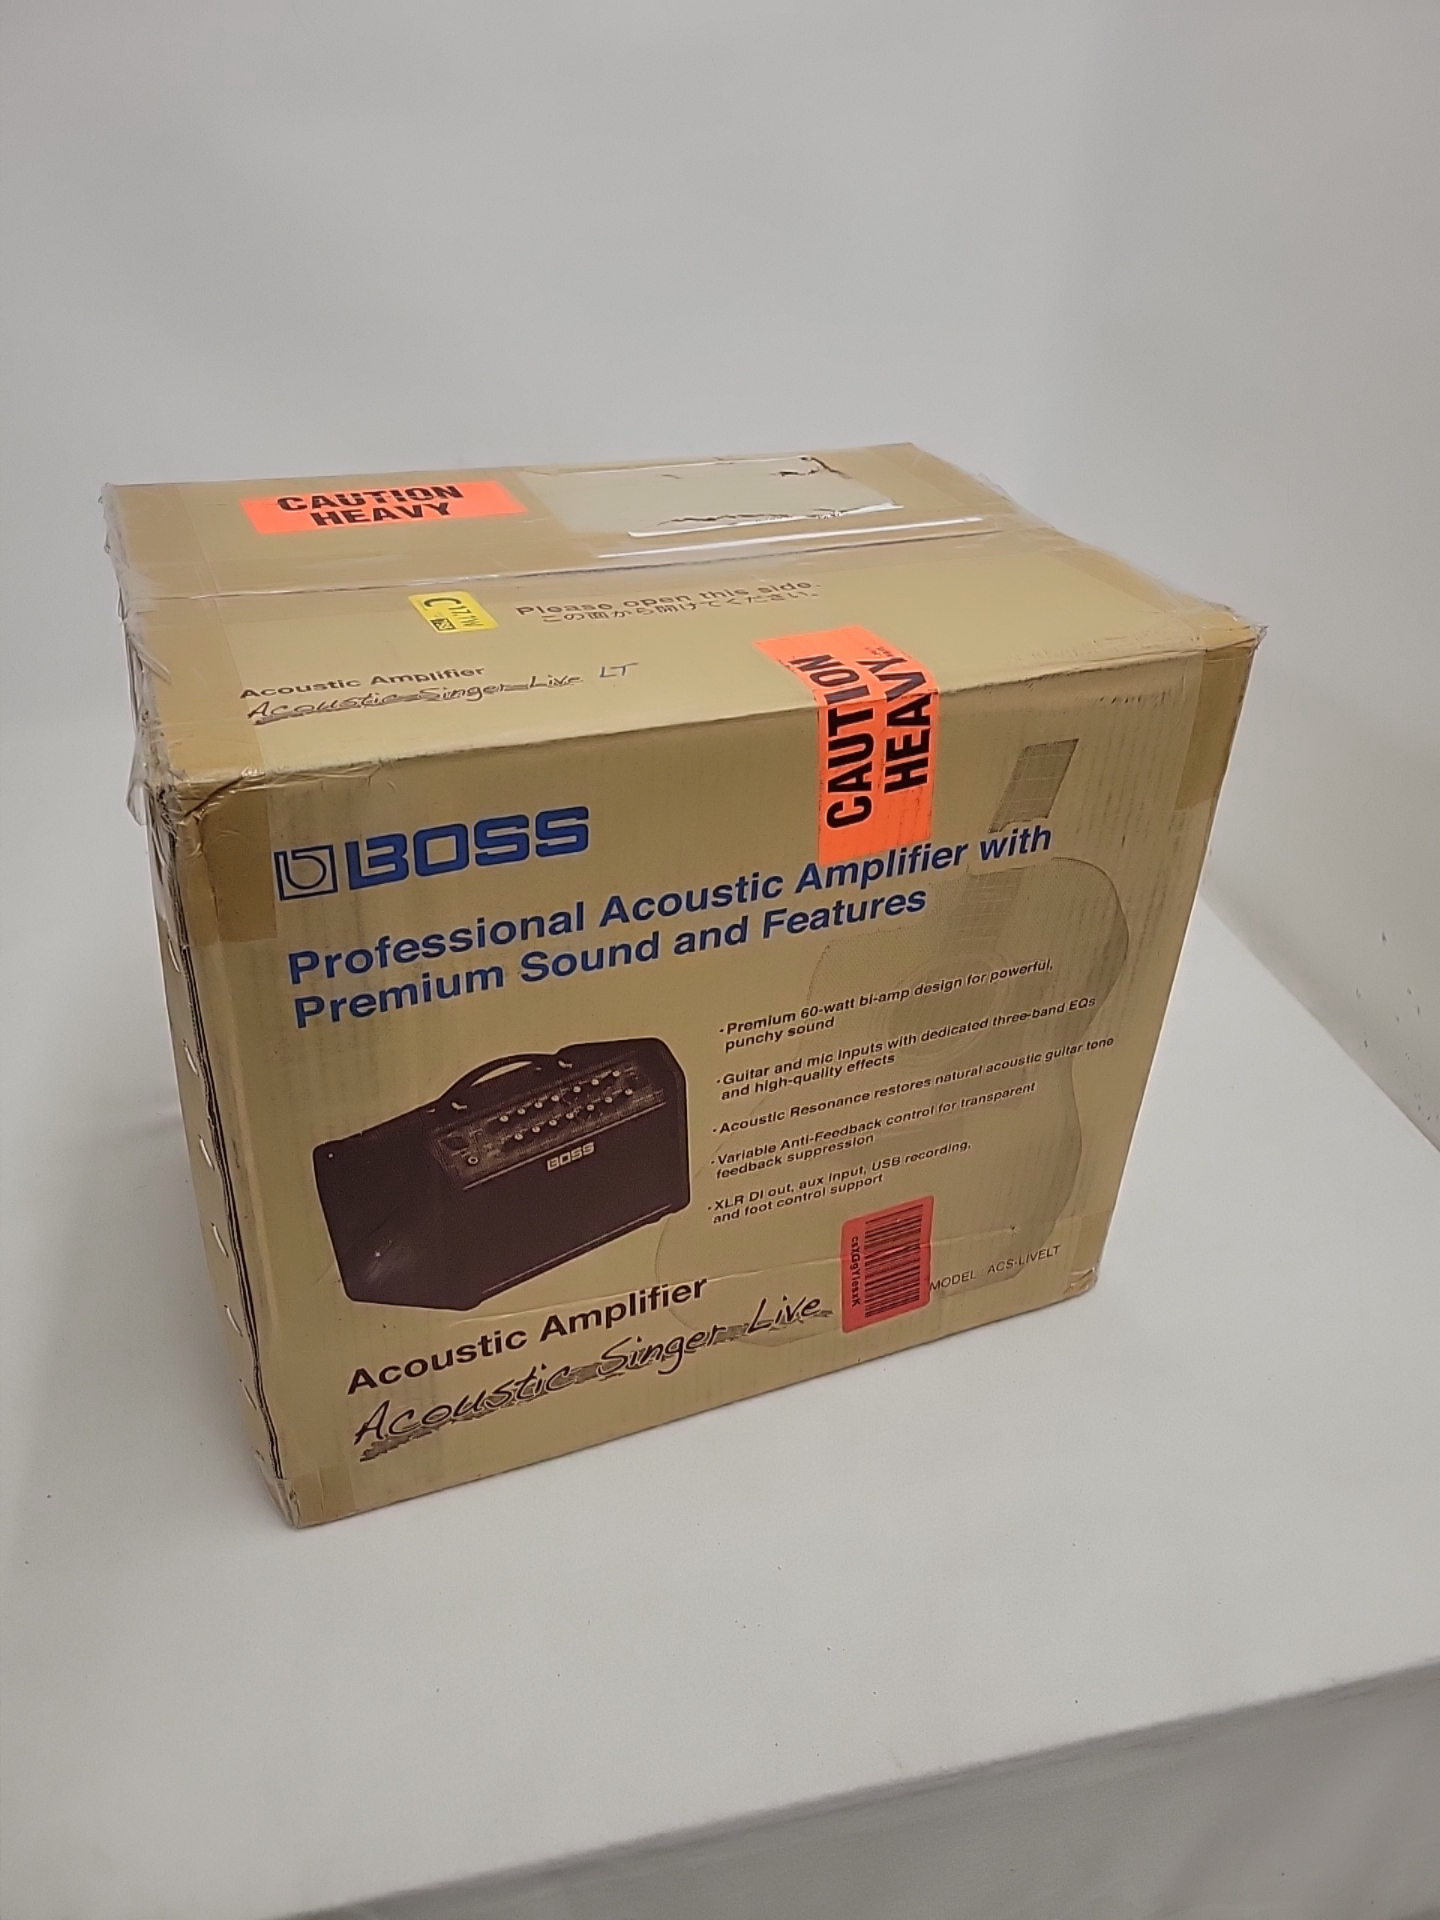 CAUTION
HEAVY
Please open this side.
この面から開けてください。
C
Acoustic Amplifier
Acoustic Singer Live LT
CAUTION
HEAVY
BOSS
Professional Acoustic Amplifier with
Premium Sound and Features
·Premium 60-watt bi-amp design for powerful,
punchy sound
·Guitar and mic inputs with dedicated three-band EQs
and high-quality effects
·Acoustic Resonance restores natural acoustic guitar tone
·Variable Anti-Feedback control for transparent
feedback suppression
·XLR DI out, aux input, USB recording,
and foot control support
BOSS
MODEL ACS-LIVELT
Acoustic Amplifier
Acoustic Singer Live